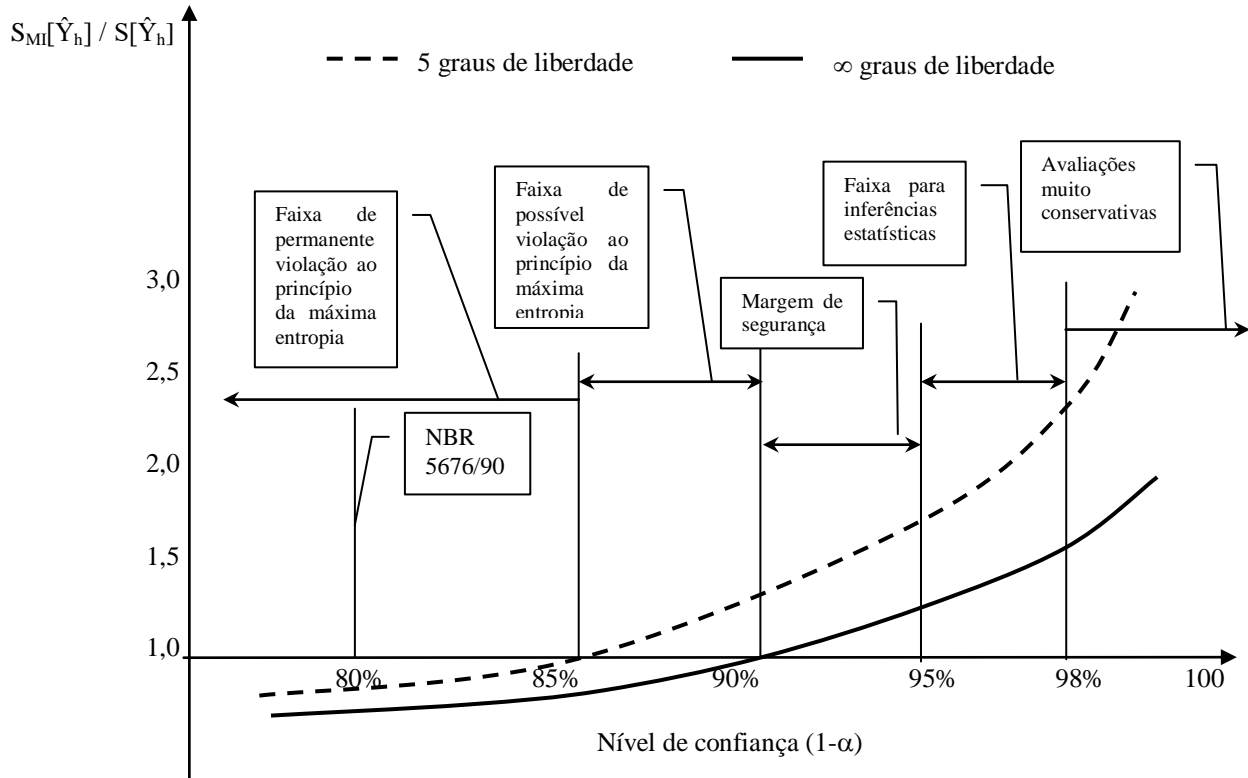 S_MI[Ŷ_h] / S[Ŷ_h]
5 graus de liberdade
∞ graus de liberdade
Faixa de
permanente
violação ao
princípio
da máxima
entropia
Faixa de
possível
violação ao
princípio da
máxima
entropia
Margem de
segurança
Faixa para
inferências
estatísticas
Avaliações
muito
conservativas
NBR
5676/90
3,0
2,5
2,0
1,5
1,0
80%
85%
90%
95%
98%
100
Nível de confiança (1-α)